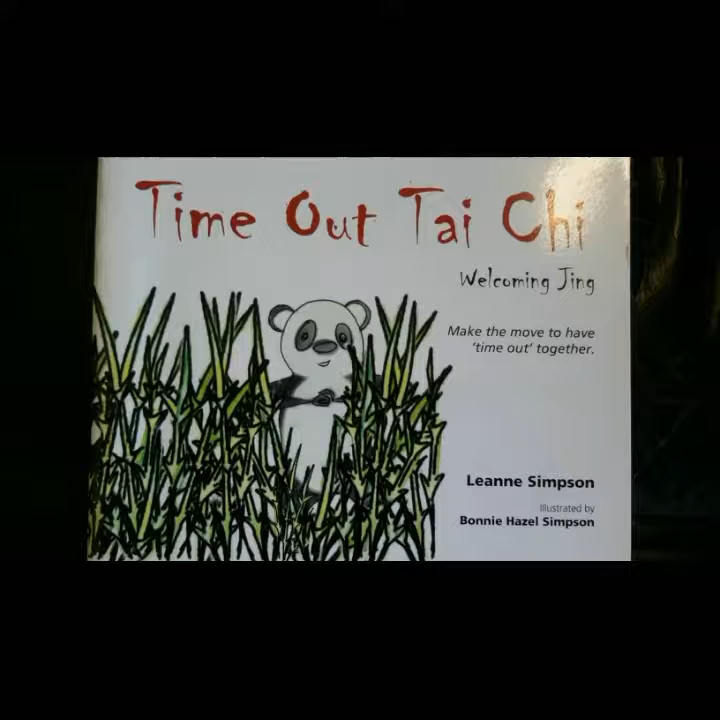 Time Out Tai Chi
Welcoming Jing
Make the move to have
'time out' together.
Leanne Simpson
Illustrated by
Bonnie Hazel Simpson